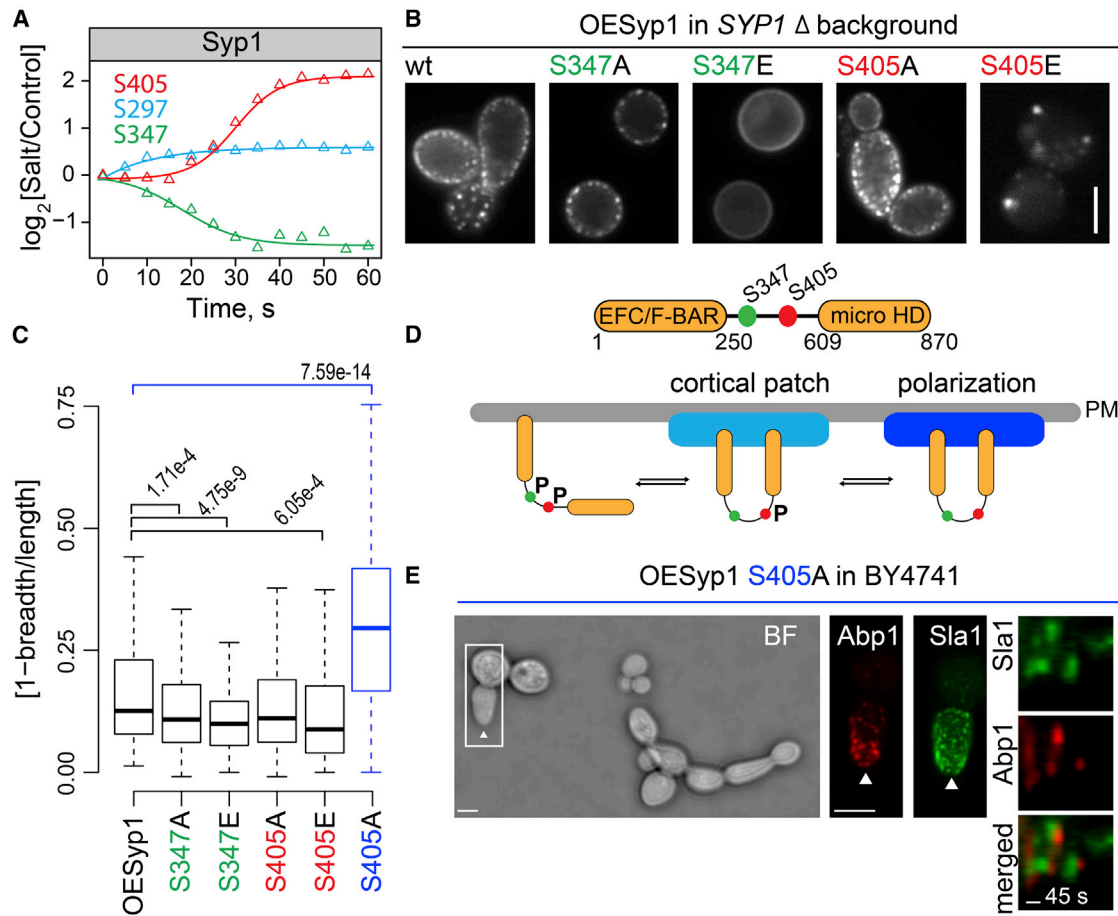 A
Syp1
S405
S297
S347
log2[Salt/Control]
2
1
0
−1
0 10 20 30 40 50 60
Time, s
B
OESyp1 in SYP1 Δ background
wt
S347A
S347E
S405A
S405E
S347
S405
EFC/F-BAR
micro HD
1 250 609 870
C
7.59e-14
1.71e-4
4.75e-9
6.05e-4
[1−breadth/length]
0.75
0.50
0.25
0.00
OESyp1
S347A
S347E
S405A
S405E
S405A
D
cortical patch
polarization
PM
P
P
P
E
OESyp1 S405A in BY4741
BF
Abp1
Sla1
Sla1
Abp1
merged
45 s